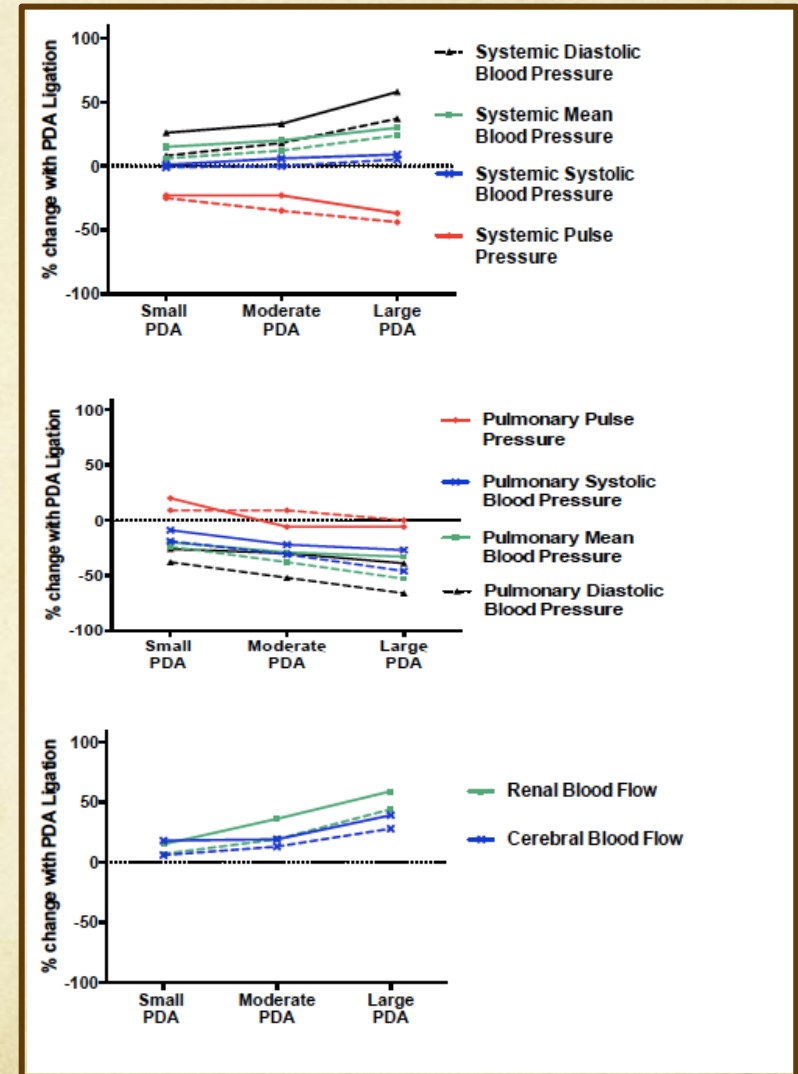 % change with PDA Ligation
100
50
0
-50
-100
Small
PDA
Moderate
PDA
Large
PDA
Systemic Diastolic
Blood Pressure
Systemic Mean
Blood Pressure
Systemic Systolic
Blood Pressure
Systemic Pulse
Pressure
% change with PDA Ligation
100
50
0
-50
-100
Small
PDA
Moderate
PDA
Large
PDA
Pulmonary Pulse
Pressure
Pulmonary Systolic
Blood Pressure
Pulmonary Mean
Blood Pressure
Pulmonary Diastolic
Blood Pressure
% change with PDA Ligation
100
50
0
-50
-100
Small
PDA
Moderate
PDA
Large
PDA
Renal Blood Flow
Cerebral Blood Flow